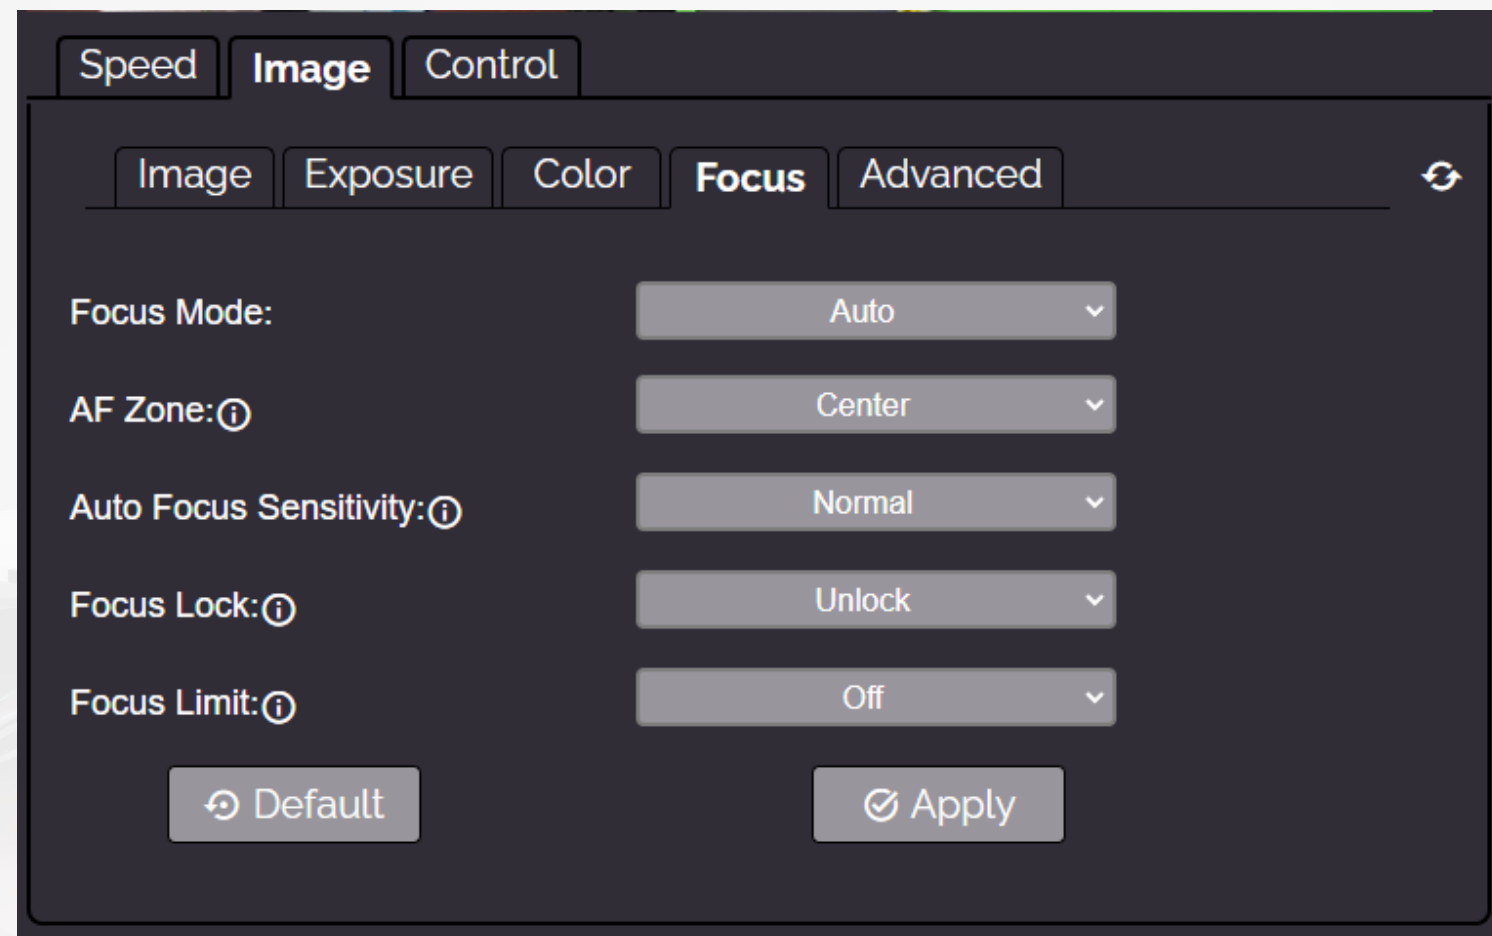 Speed Image Control
Image Exposure Color Focus Advanced
Focus Mode: Auto
AF Zone: Center
Auto Focus Sensitivity: Normal
Focus Lock: Unlock
Focus Limit: Off
Default Apply